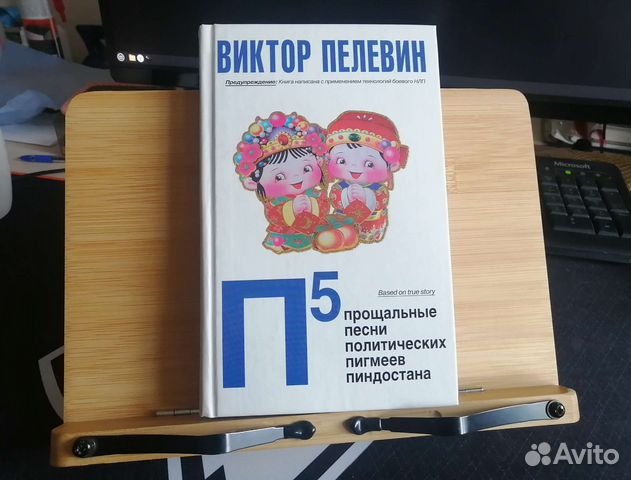 ВИКТОР ПЕЛЕВИН
Предупреждение: Книга написана с применением технологий боевого НЛП
Based on true story
П5
прощальные
песни
политических
пигмеев
пиндостана
Microsoft
Avito